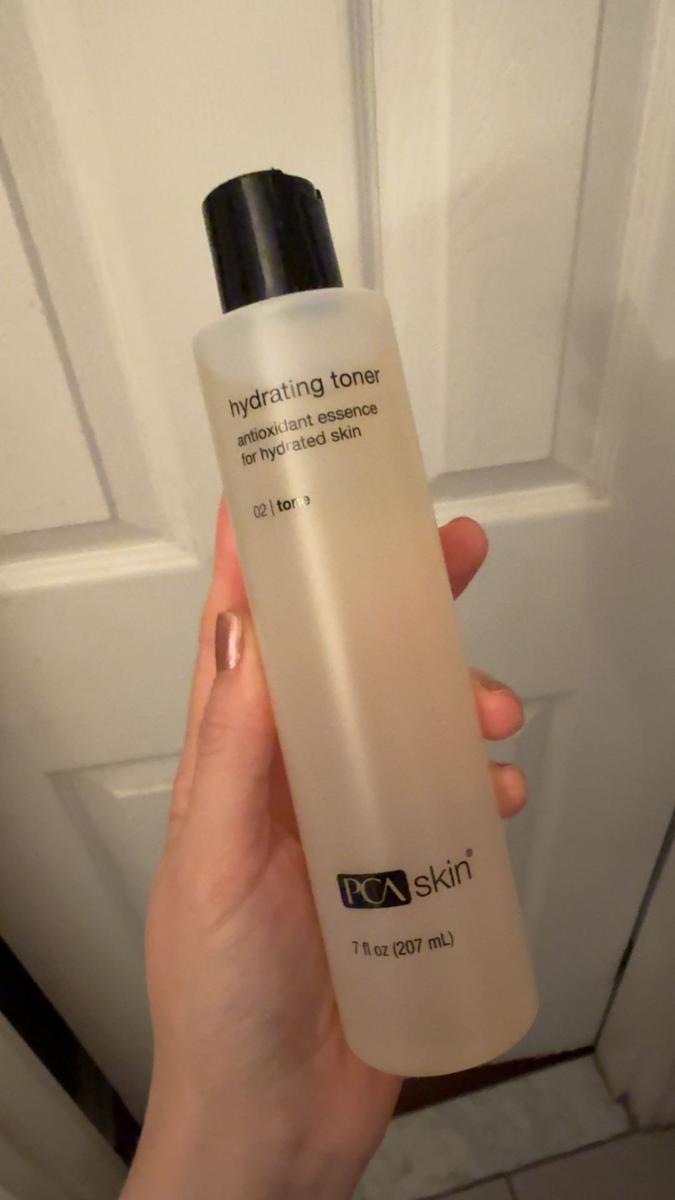 hydrating toner
antioxidant essence
for hydrated skin
02 | tone
PCA skin®
7 fl oz (207 mL)